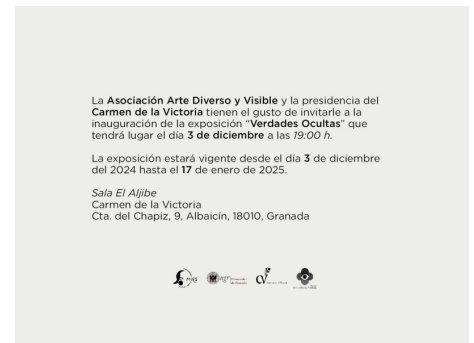 La Asociación Arte Diverso y Visible y la presidencia del
Carmen de la Victoria tienen el gusto de invitarle a la
inauguración de la exposición “Verdades Ocultas” que
tendrá lugar el día 3 de diciembre a las 19:00 h.
La exposición estará vigente desde el día 3 de diciembre
del 2024 hasta el 17 de enero de 2025.
Sala El Aljibe
Carmen de la Victoria
Cta. del Chapiz, 9, Albaicín, 18010, Granada